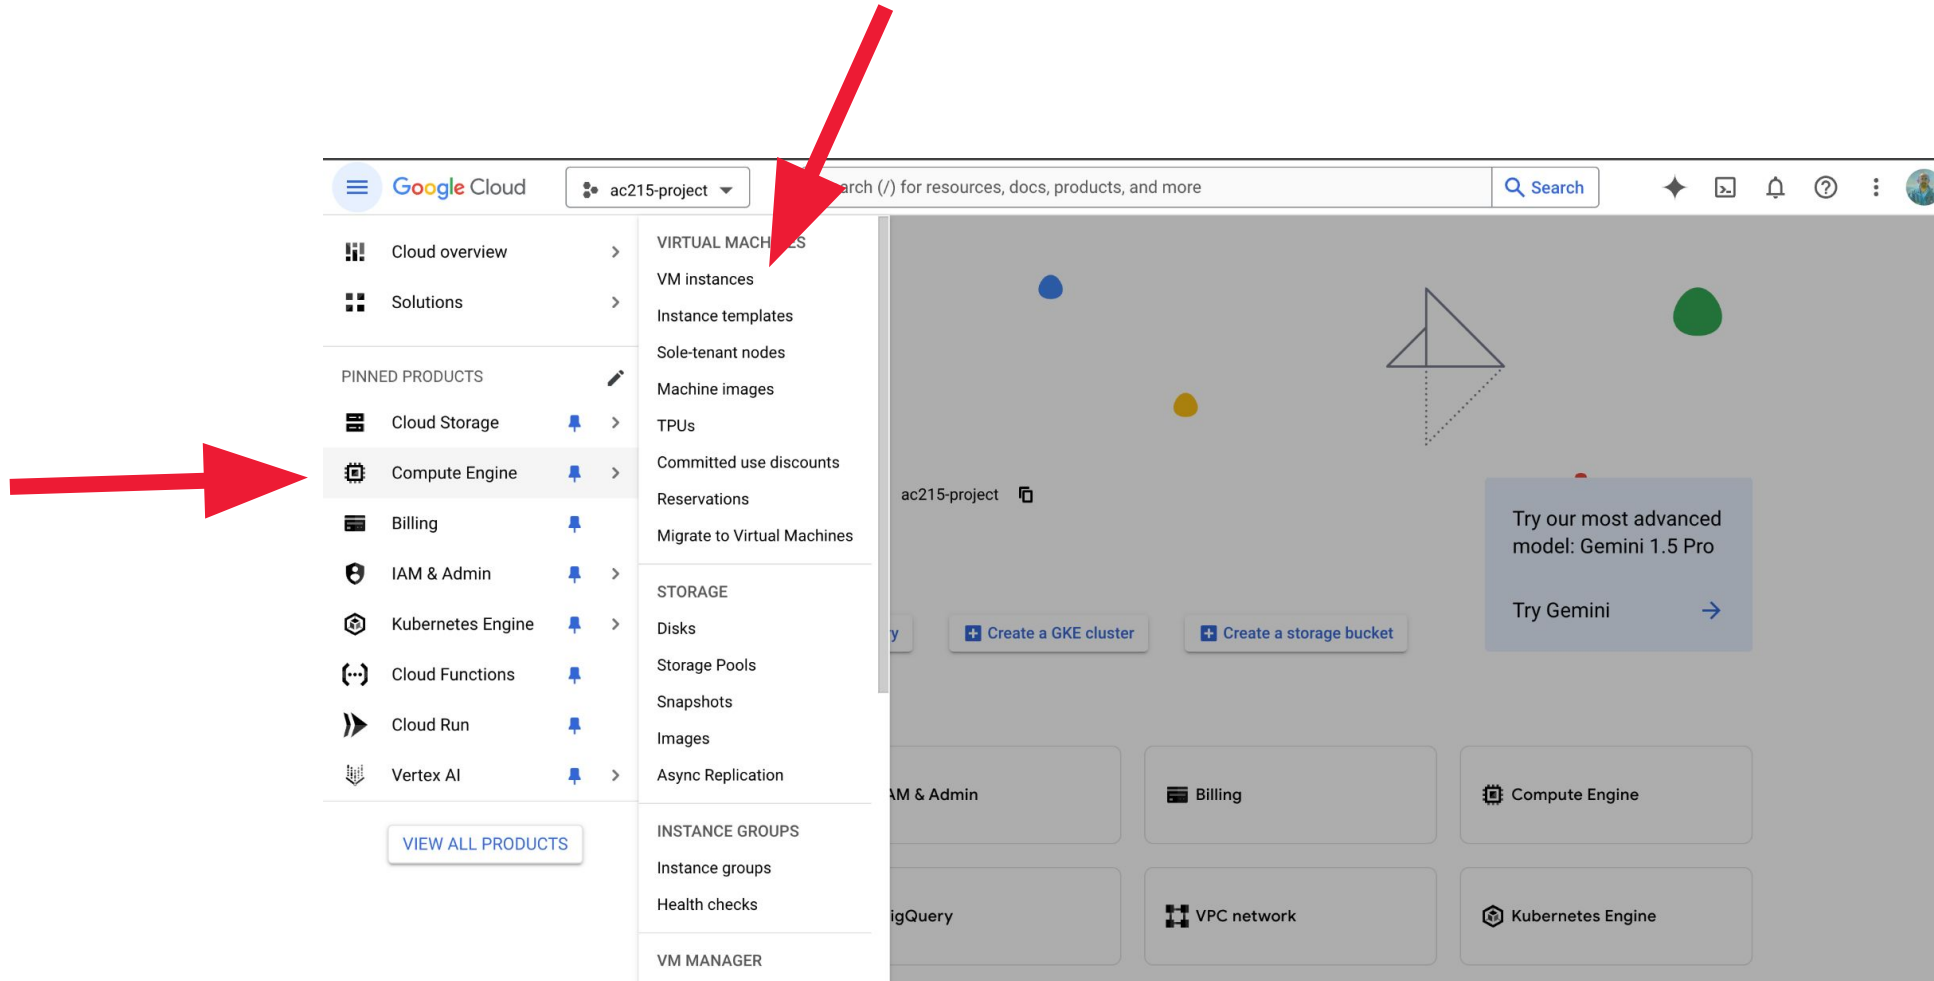 Google Cloud
ac215-project
(/) for resources, docs, products, and more
Search
Cloud overview
Solutions
PINNED PRODUCTS
Cloud Storage
Compute Engine
Billing
IAM & Admin
Kubernetes Engine
Cloud Functions
Cloud Run
Vertex AI
VIEW ALL PRODUCTS
VIRTUAL
VM instances
Instance templates
Sole-tenant nodes
Machine images
TPUs
Committed use discounts
Reservations
Migrate to Virtual Machines
STORAGE
Disks
Storage Pools
Snapshots
Images
Async Replication
INSTANCE GROUPS
Instance groups
Health checks
VM MANAGER
ac215-project
Try our most advanced
model: Gemini 1.5 Pro
Try Gemini
Create a GKE cluster
Create a storage bucket
& Admin
Billing
Compute Engine
VPC network
Kubernetes Engine